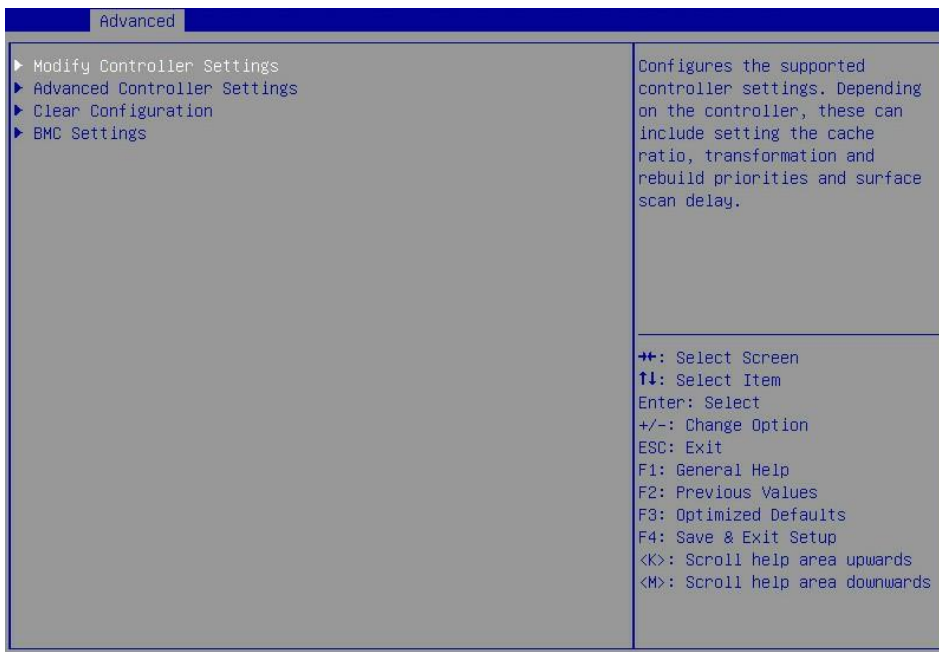 Advanced
▶ Modify Controller Settings
▶ Advanced Controller Settings
▶ Clear Configuration
▶ BMC Settings
Configures the supported
controller settings. Depending
on the controller, these can
include setting the cache
ratio, transformation and
rebuild priorities and surface
scan delay.
→←: Select Screen
↑↓: Select Item
Enter: Select
+/-: Change Option
ESC: Exit
F1: General Help
F2: Previous Values
F3: Optimized Defaults
F4: Save & Exit Setup
<K>: Scroll help area upwards
<M>: Scroll help area downwards